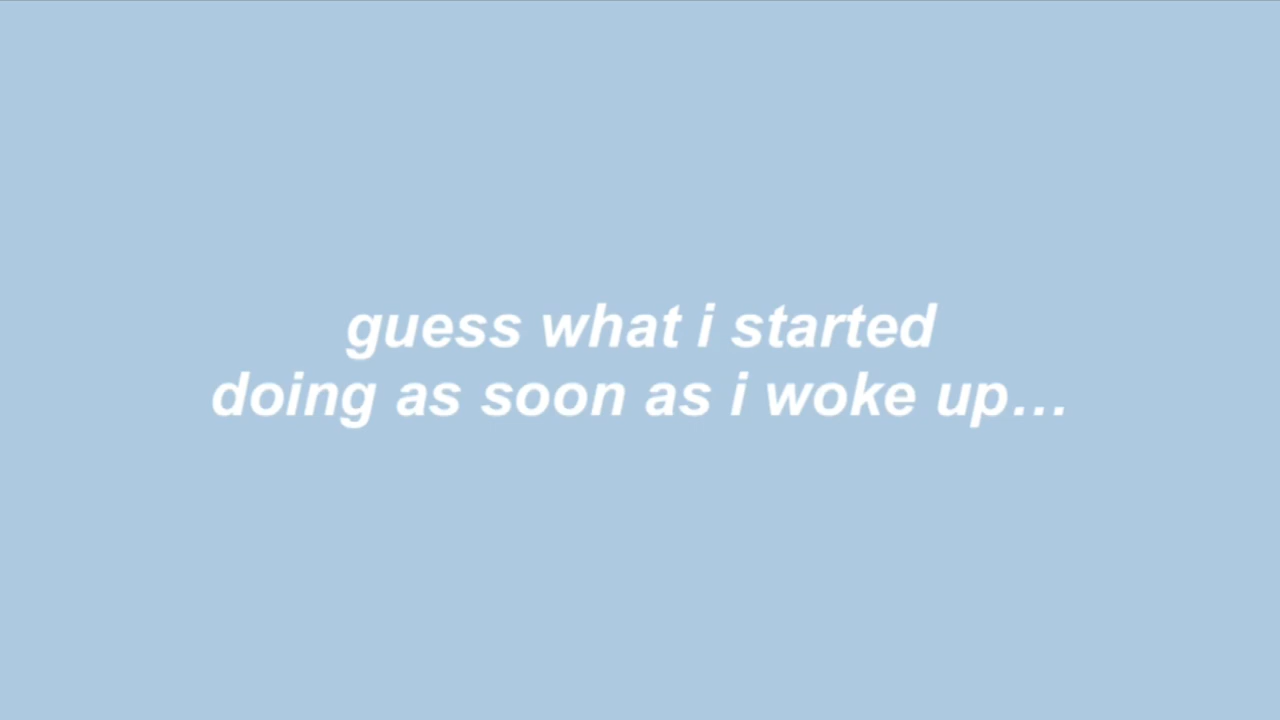 guess what i started
doing as soon as i woke up…